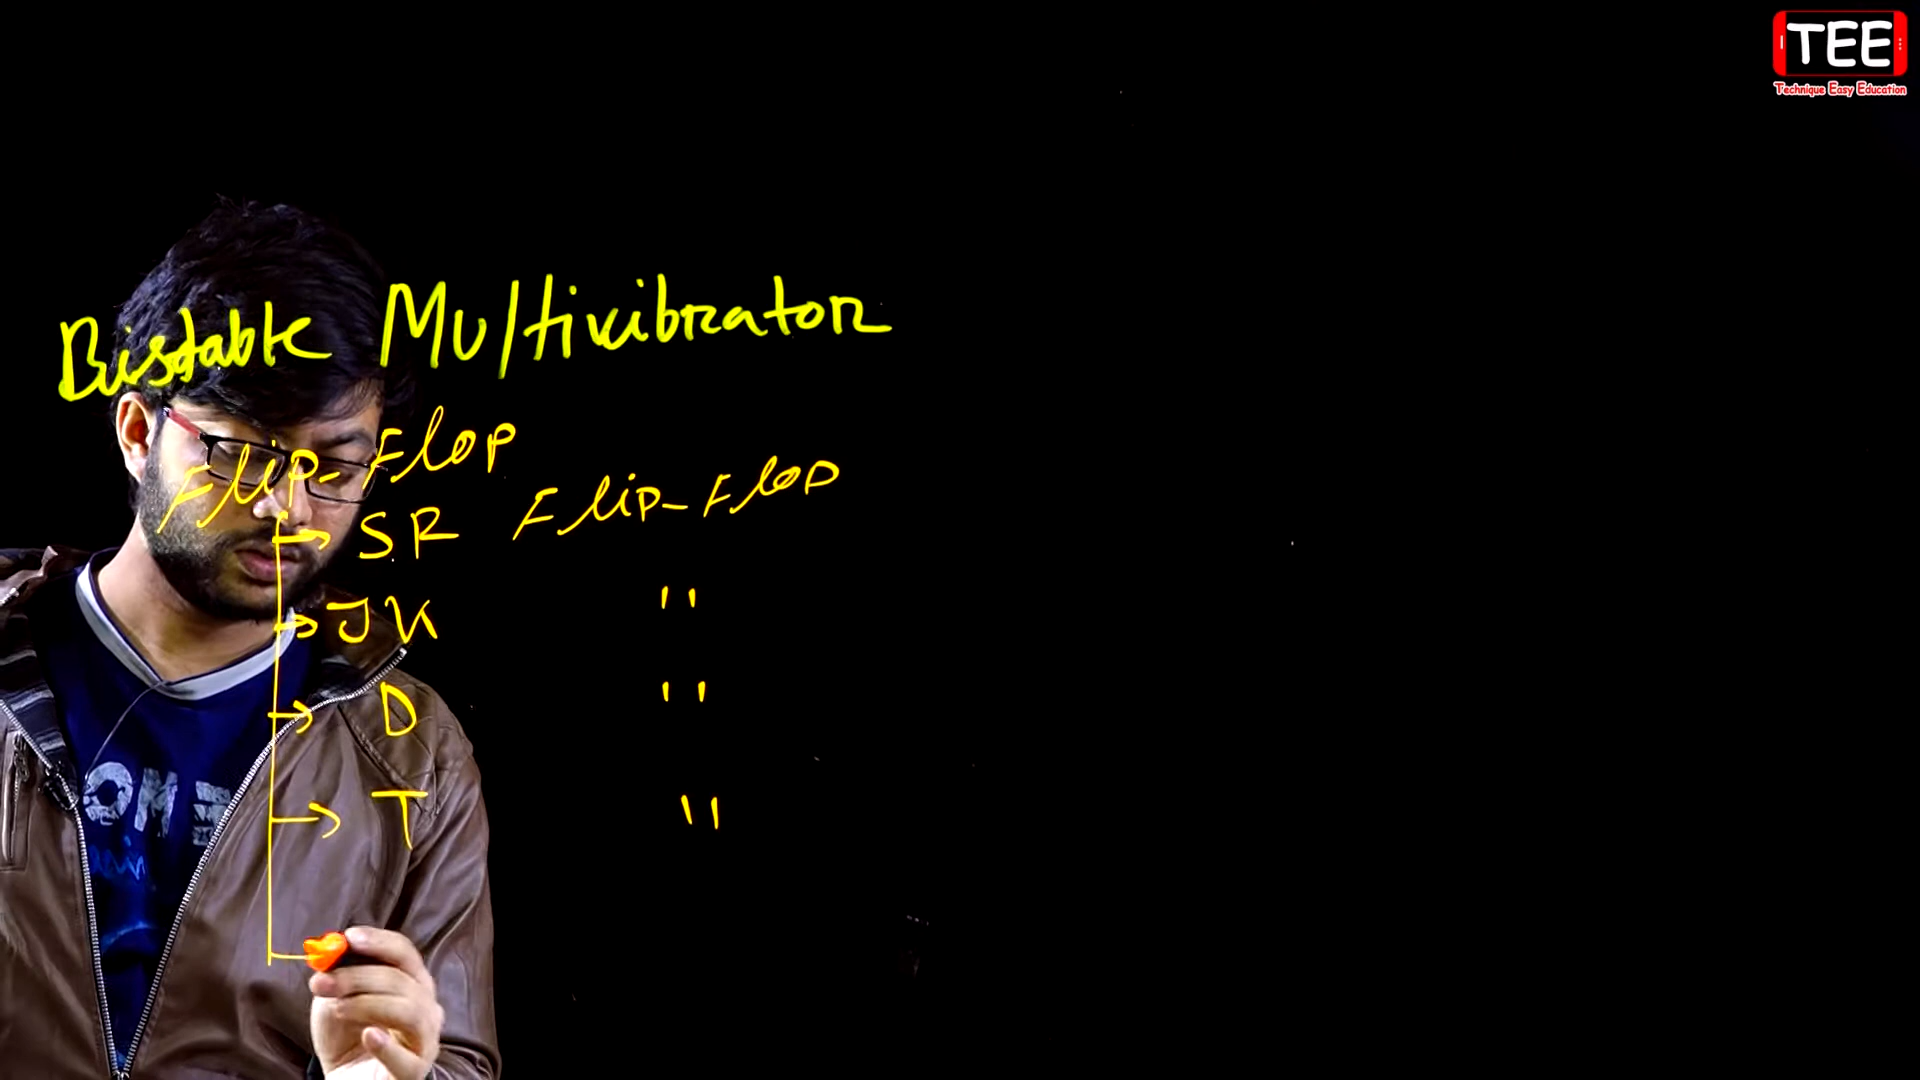 TEE
Technique Easy Education
Bistable Multivibrator
Flip-Flop
SR Flip-Flop
JK "
D "
T "